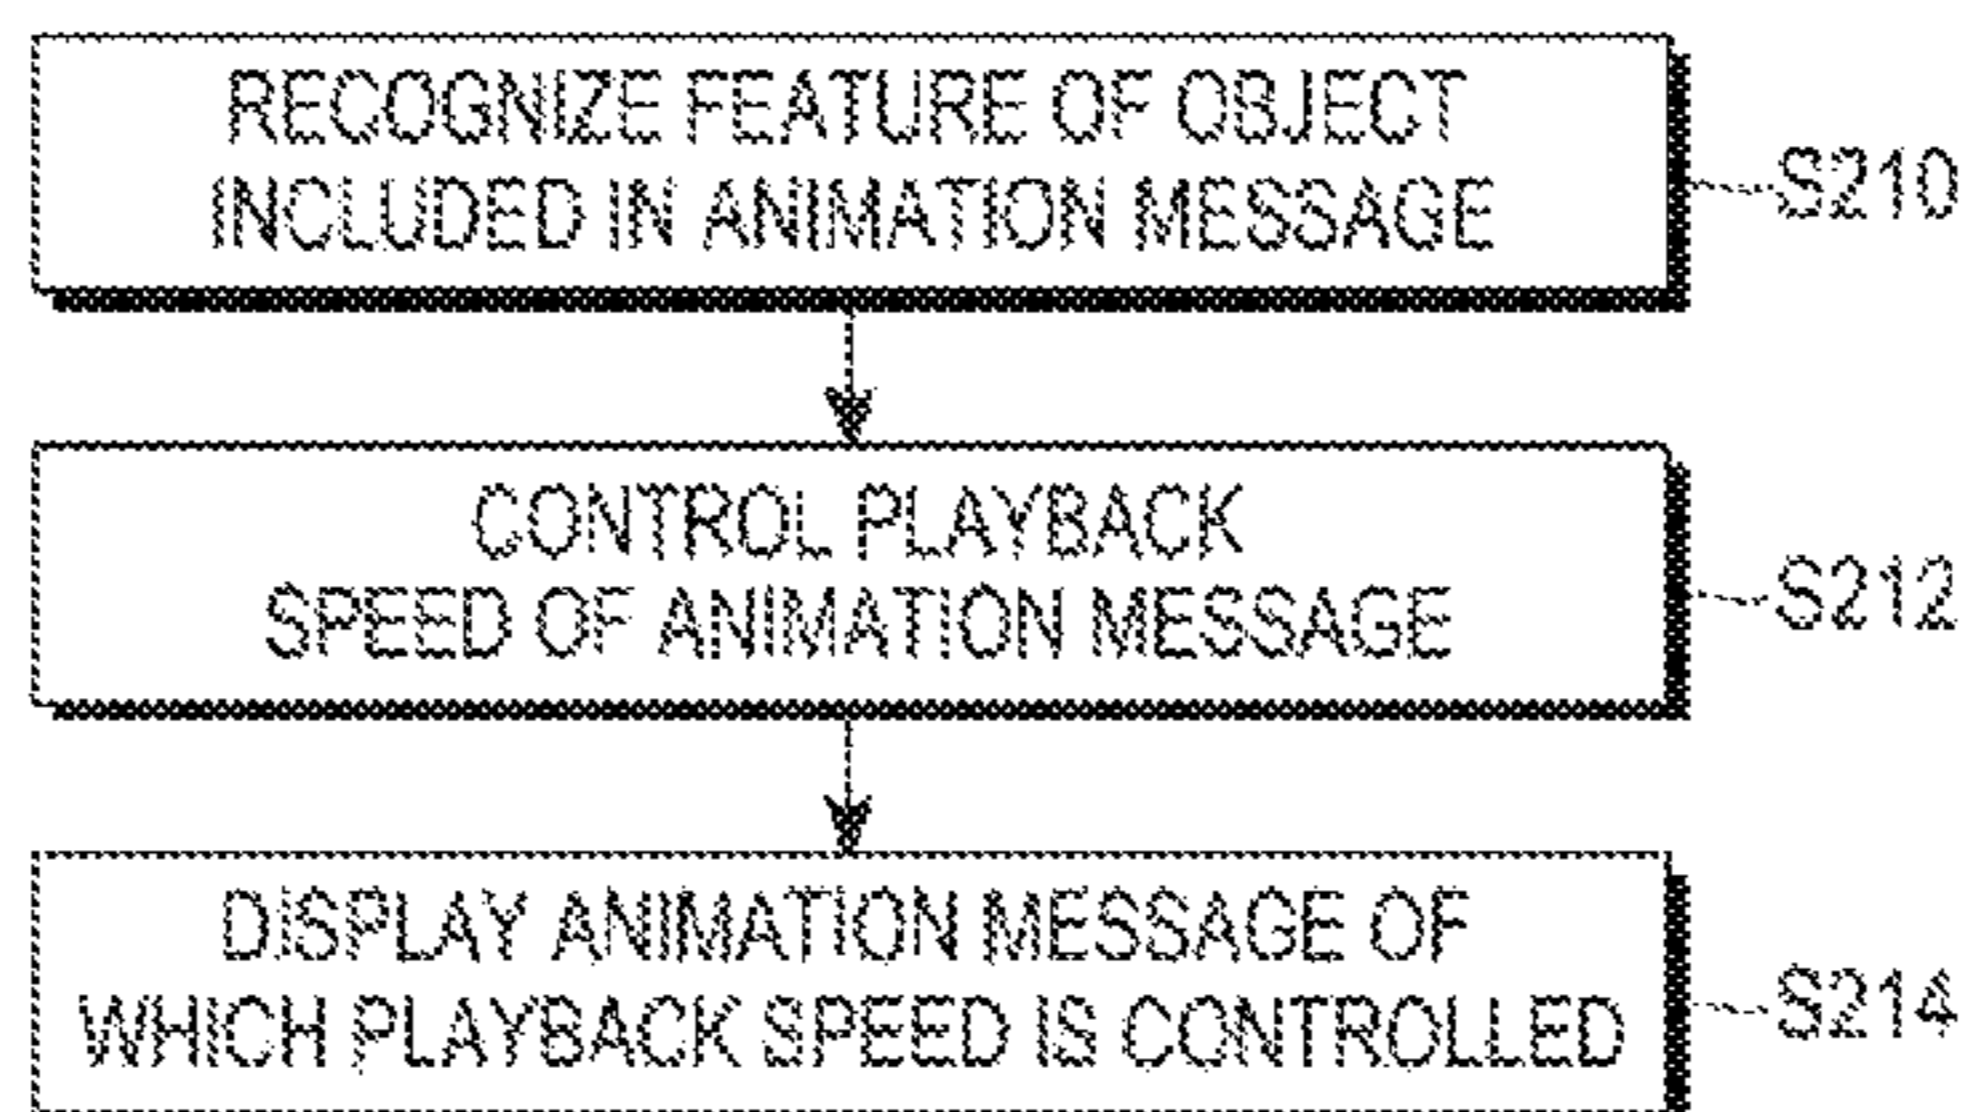 RECOGNIZE FEATURE OF OBJECT
INCLUDED IN ANIMATION MESSAGE
S210
CONTROL PLAYBACK
SPEED OF ANIMATION MESSAGE
S212
DISPLAY ANIMATION MESSAGE OF
WHICH PLAYBACK SPEED IS CONTROLLED
S214